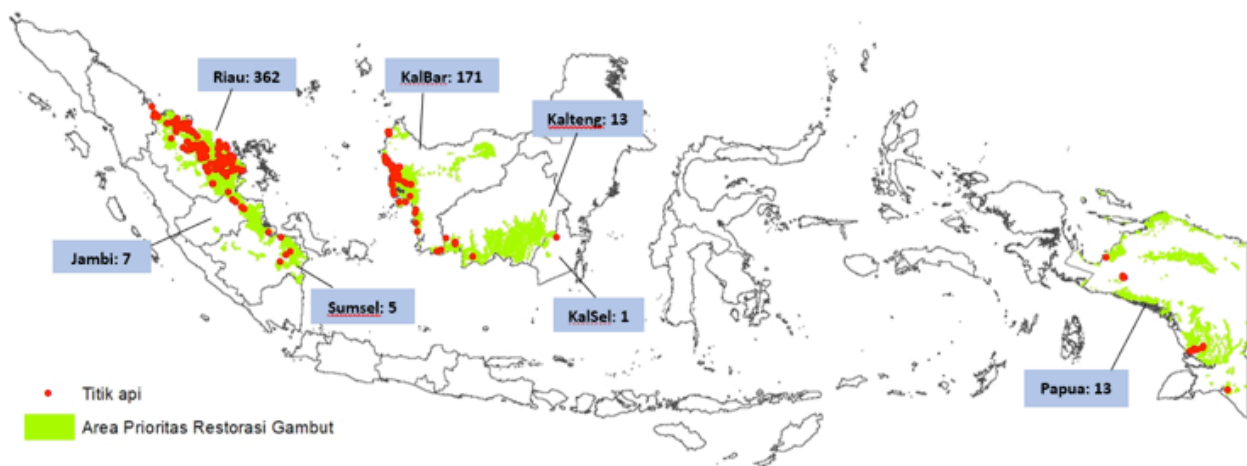 Riau: 362
KalBar: 171
Kalteng: 13
Jambi: 7
Sumsel: 5
KalSel: 1
Papua: 13
Titik api
Area Prioritas Restorasi Gambut